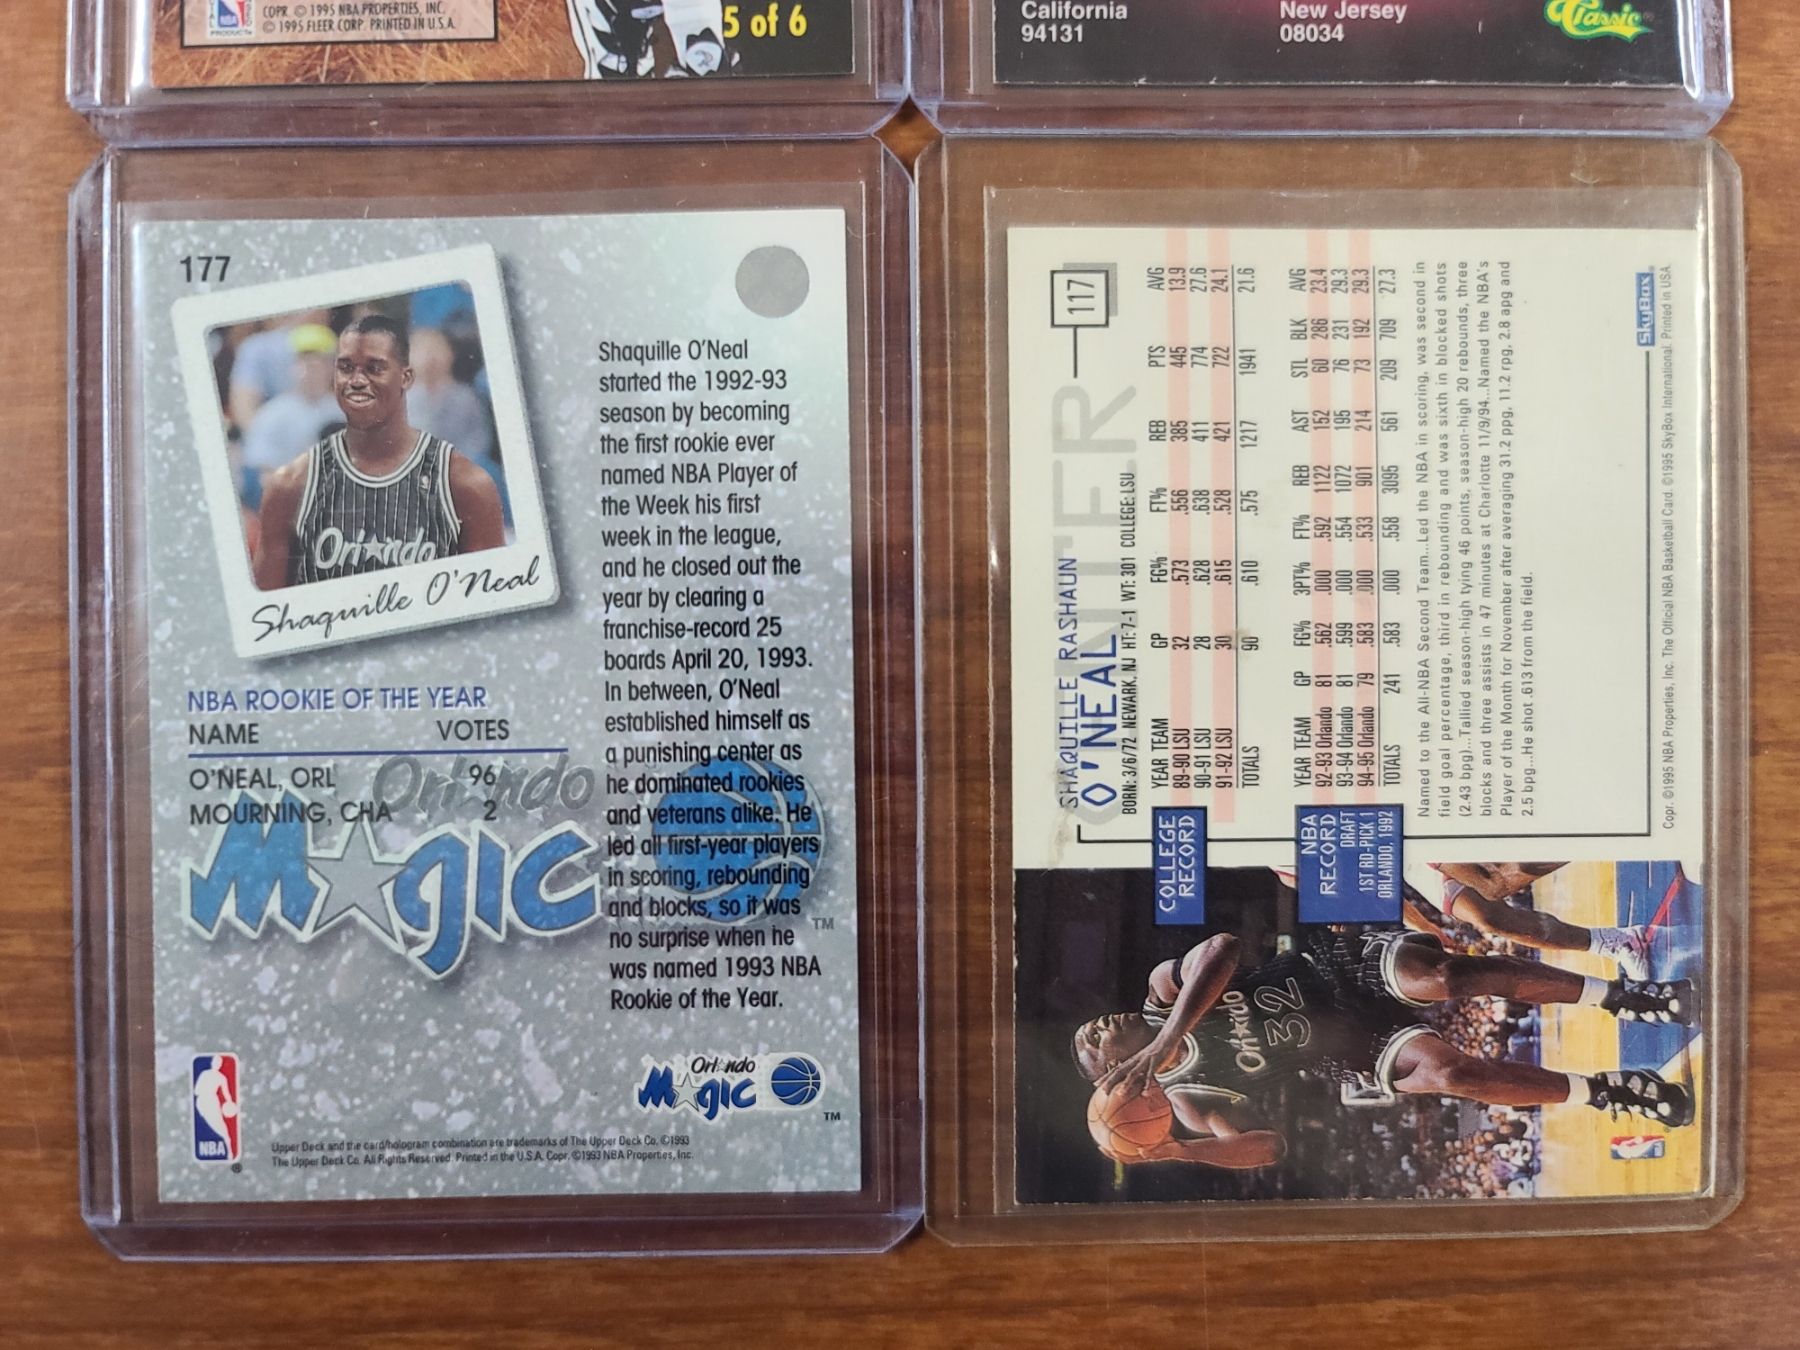 COPR. © 1995 NBA PROPERTIES, INC.
© 1995 FLEER CORP. PRINTED IN U.S.A.
5 of 6
California
94131
New Jersey
08034
Classic
177
Orlando
Shaquille O'Neal
NBA ROOKIE OF THE YEAR
NAME VOTES
O'NEAL, ORL 96
MOURNING, CHA 2
Orlando
Magic
TM
Shaquille O'Neal
started the 1992-93
season by becoming
the first rookie ever
named NBA Player of
the Week his first
week in the league,
and he closed out the
year by clearing a
franchise-record 25
boards April 20, 1993.
In between, O'Neal
established himself as
a punishing center as
he dominated rookies
and veterans alike. He
led all first-year players
in scoring, rebounding
and blocks, so it was
no surprise when he
was named 1993 NBA
Rookie of the Year.
NBA
®
Orlando
Magic
TM
Upper Deck and the card/hologram combination are trademarks of The Upper Deck Co. ©1993
The Upper Deck Co. All Rights Reserved. Printed in the U.S.A. Copr. ©1993 NBA Properties, Inc.
117
CENTER
SHAQUILLE RASHAUN
O'NEAL
BORN: 3/6/72 NEWARK, NJ HT: 7-1 WT: 301 COLLEGE: LSU
COLLEGE
RECORD
YEAR TEAM GP FG% FT% REB PTS AVG
89-90 LSU 32 .573 .556 385 445 13.9
90-91 LSU 28 .628 .638 411 774 27.6
91-92 LSU 30 .615 .528 421 722 24.1
TOTALS 90 .610 .575 1217 1941 21.6
NBA
RECORD
DRAFT
1ST RD-PICK 1
ORLANDO, 1992
YEAR TEAM GP FG% 3PT% FT% REB AST STL BLK AVG
92-93 Orlando 81 .562 .000 .592 1122 152 60 286 23.4
93-94 Orlando 81 .599 .000 .554 1072 195 76 231 29.3
94-95 Orlando 79 .583 .000 .533 901 214 73 192 29.3
TOTALS 241 .583 .000 .558 3095 561 209 709 27.3
Named to the All-NBA Second Team...Led the NBA in scoring, was second in
field goal percentage, third in rebounding and was sixth in blocked shots
(2.43 bpg)...Tallied season-high tying 46 points, season-high 20 rebounds, three
blocks and three assists in 47 minutes at Charlotte 11/9/94...Named the NBA's
Player of the Month for November after averaging 31.2 ppg, 11.2 rpg, 2.8 apg and
2.5 bpg...He shot .613 from the field.
SkyBox
Copr. ©1995 NBA Properties, Inc. The Official NBA Basketball Card. ©1995 SkyBox International. Printed in USA
Orlando
32
NBA